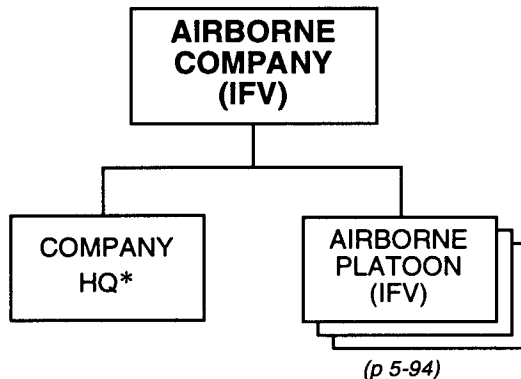 AIRBORNE
COMPANY
(IFV)
COMPANY
HQ*
AIRBORNE
PLATOON
(IFV)
(p 5-94)